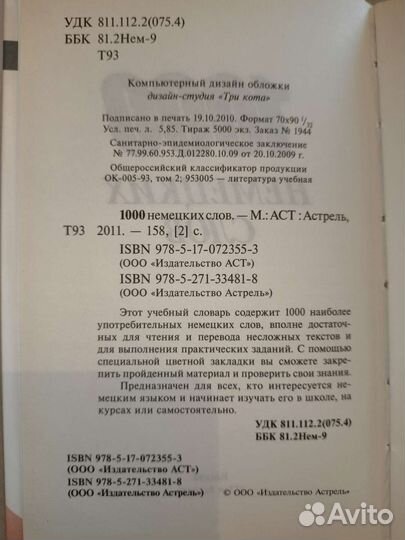 УДК 811.112.2(075.4)
ББК 81.2Нем-9
Т93
Компьютерный дизайн обложки
дизайн-студия «Три кота»
Подписано в печать 19.10.2010. Формат 70х90 1/32
Усл. печ. л. 5,85. Тираж 5000 экз. Заказ № 1944
Санитарно-эпидемиологическое заключение
№ 77.99.60.953.Д.012280.10.09 от 20.10.2009 г.
Общероссийский классификатор продукции
ОК-005-93, том 2; 953005 — литература учебная
1000 немецких слов. — М.: АСТ : Астрель,
Т93 2011. — 158, [2] с.
ISBN 978-5-17-072355-3
(ООО «Издательство АСТ»)
ISBN 978-5-271-33481-8
(ООО «Издательство Астрель»)
Этот учебный словарь содержит 1000 наиболее
употребительных немецких слов, вполне достаточ-
ных для чтения и перевода несложных текстов и
для выполнения практических заданий. С помощью
специальной цветной закладки вы сможете закре-
пить пройденный материал и проверить свои знания.
Предназначен для всех, кто интересуется не-
мецким языком и начинает изучать его в школе, на
курсах или самостоятельно.
УДК 811.112.2(075.4)
ББК 81.2Нем-9
ISBN 978-5-17-072355-3
(ООО «Издательство АСТ»)
ISBN 978-5-271-33481-8
(ООО «Издательство Астрель»)
© ООО «Издательство Астрель»
Avito